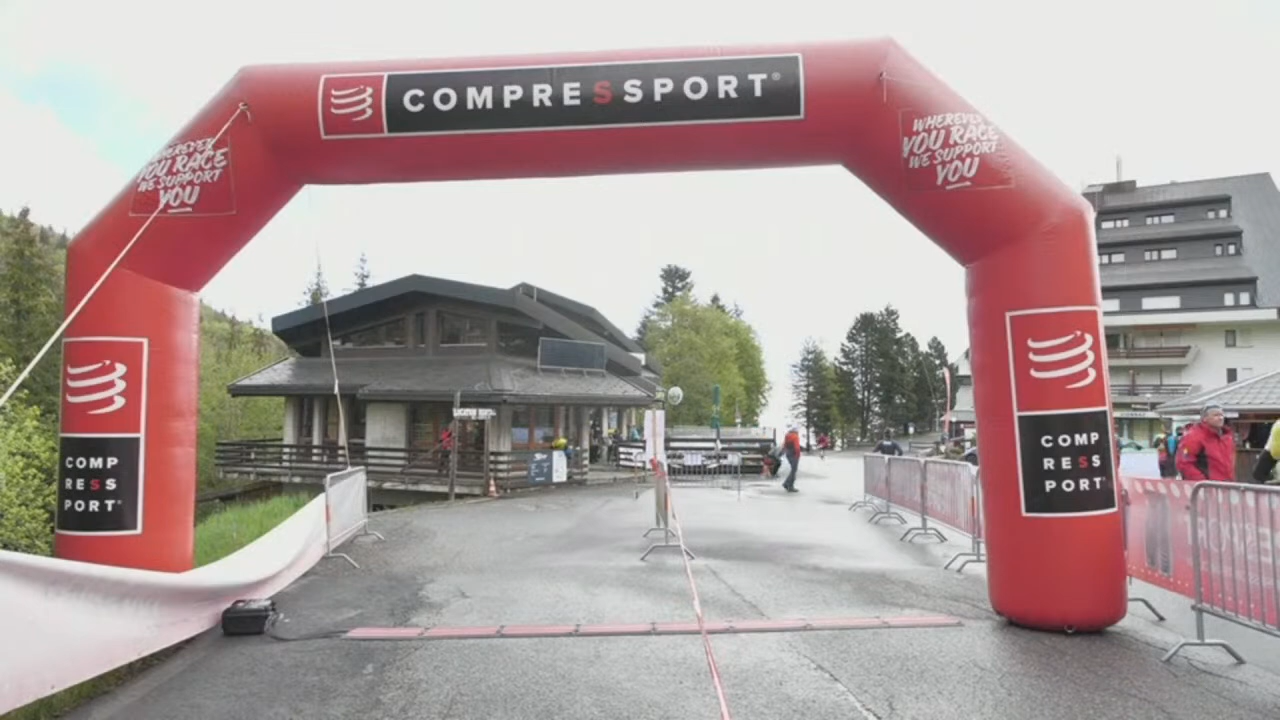 COMPRESSPORT®
WHEREVER
YOU RACE
WE SUPPORT
YOU
WHEREVER
YOU RACE
WE SUPPORT
YOU
COMP
RESS
PORT®
COMP
RESS
PORT®